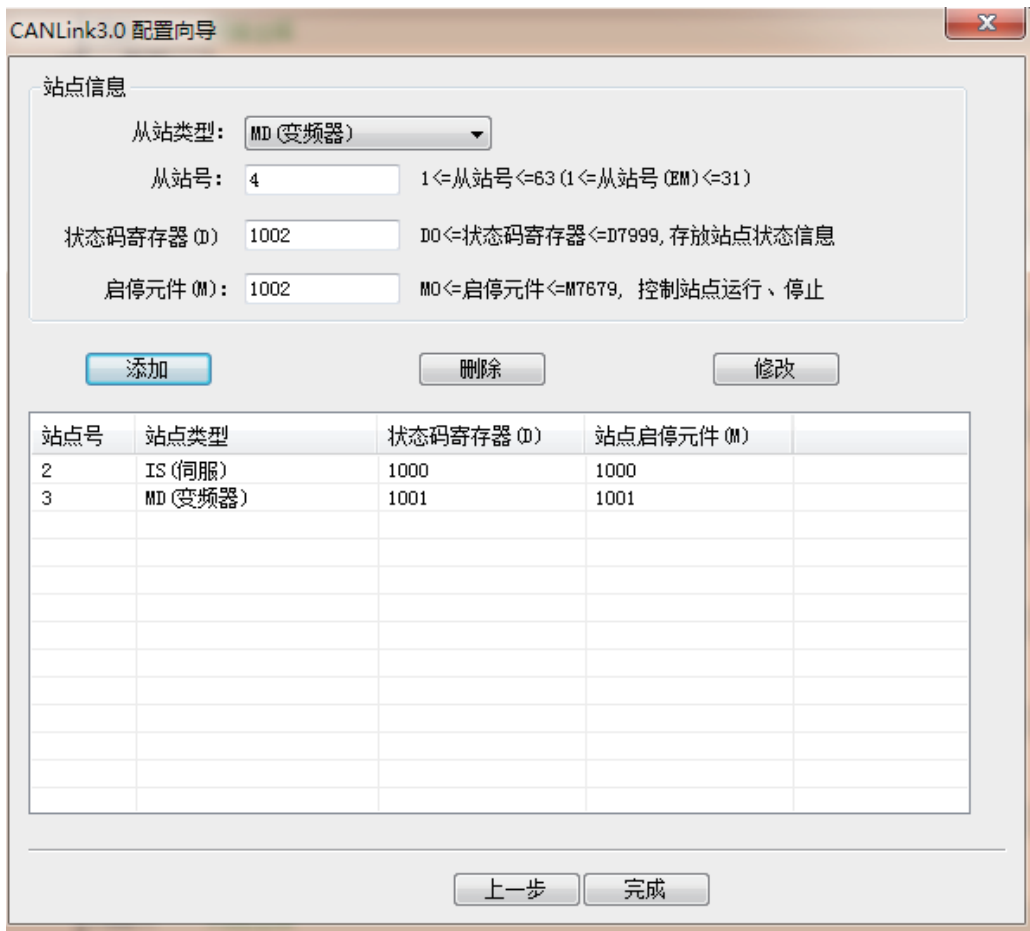 CANLink3.0 配置向导
站点信息
从站类型: MD(变频器)
从站号: 4 1<=从站号<=63(1<=从站号(EM)<=31)
状态码寄存器(D) 1002 D0<=状态码寄存器<=D7999,存放站点状态信息
启停元件(M): 1002 M0<=启停元件<=M7679, 控制站点运行、停止
添加 删除 修改
站点号 站点类型 状态码寄存器(D) 站点启停元件(M)
2 IS(伺服) 1000 1000
3 MD(变频器) 1001 1001
上一步 完成